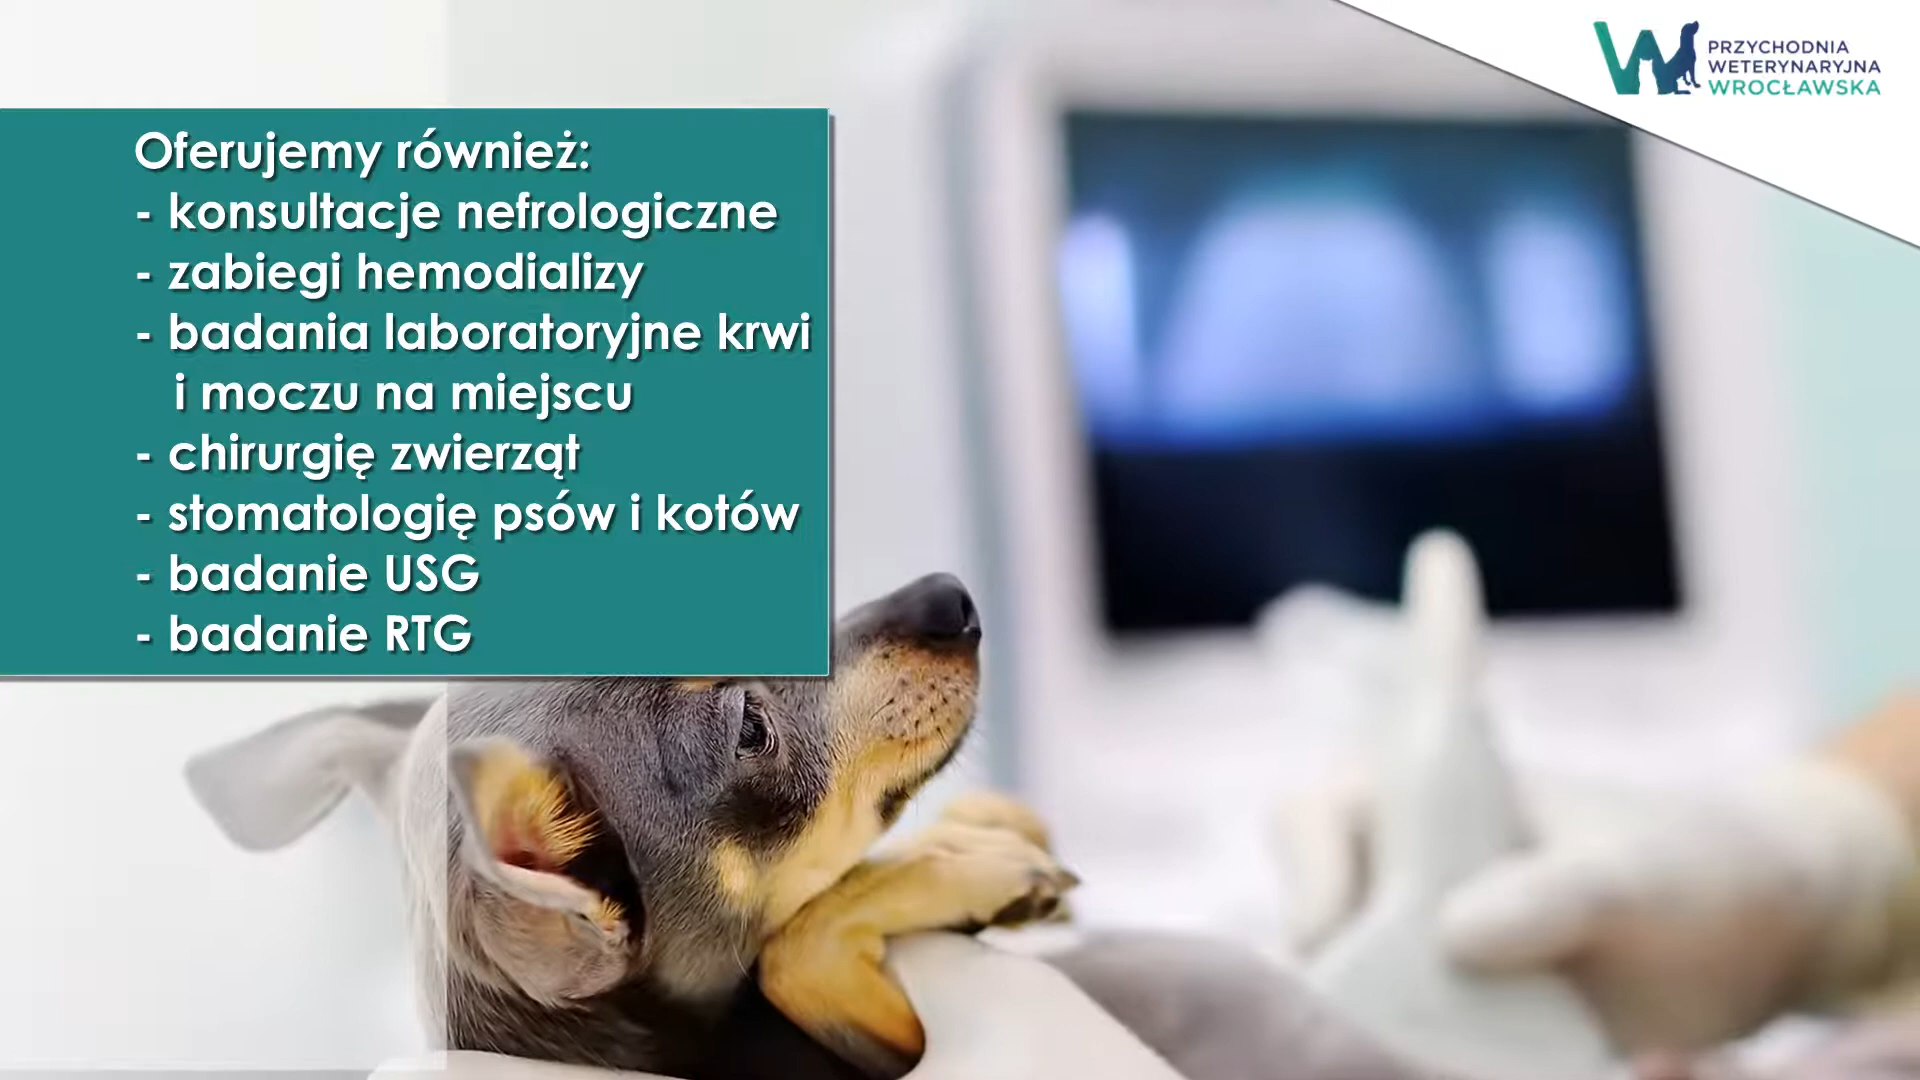 Oferujemy również:
- konsultacje nefrologiczne
- zabiegi hemodializy
- badania laboratoryjne krwi
i moczu na miejscu
- chirurgię zwierząt
- stomatologię psów i kotów
- badanie USG
- badanie RTG
W PRZYCHODNIA
WETERYNARYJNA
WROCŁAWSKA